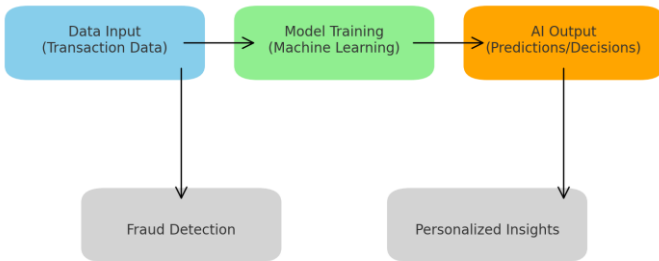 Data Input
(Transaction Data)
Model Training
(Machine Learning)
AI Output
(Predictions/Decisions)
Fraud Detection
Personalized Insights